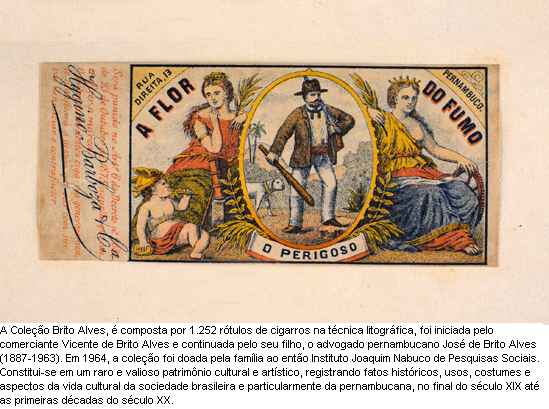 RUA
DIREITA, 13
PERNAMBUCO.
A FLOR
DO FUMO
O PERIGOSO
Barboza & Ca.
A Coleção Brito Alves, é composta por 1.252 rótulos de cigarros na técnica litográfica, foi iniciada pelo
comerciante Vicente de Brito Alves e continuada pelo seu filho, o advogado pernambucano José de Brito Alves
(1887-1963). Em 1964, a coleção foi doada pela família ao então Instituto Joaquim Nabuco de Pesquisas Sociais.
Constitui-se em um raro e valioso patrimônio cultural e artístico, registrando fatos históricos, usos, costumes e
aspectos da vida cultural da sociedade brasileira e particularmente da pernambucana, no final do século XIX até
as primeiras décadas do século XX.